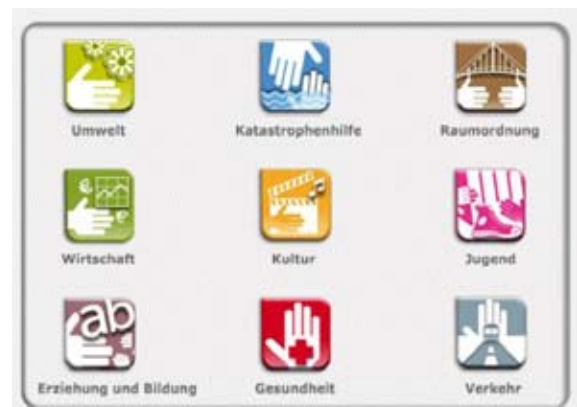 Umwelt
Katastrophenhilfe
Raumordnung
Wirtschaft
Kultur
Jugend
ab
Erziehung und Bildung
Gesundheit
Verkehr